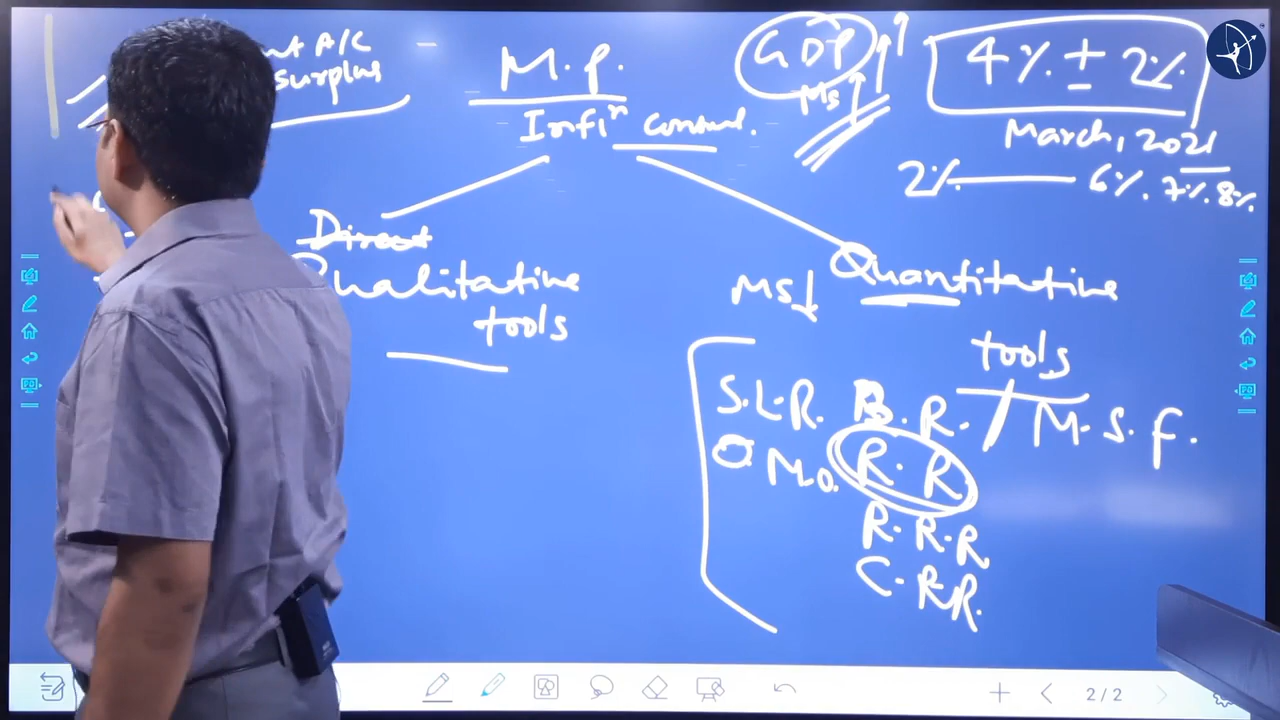 A/C
surplus
M.P.
Infln control.
GDP
Ms
4% ± 2%
March, 2021
2% 6% 7% 8%
Direct
Qualitative
tools
Ms↓
Quantitative
tools
S.L.R. B.R. / M.S.F.
O M.O. R.R
R.R.R
C.RR.
2/2